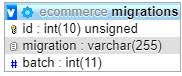 ecommerce migrations
id : int(10) unsigned
migration : varchar(255)
batch : int(11)